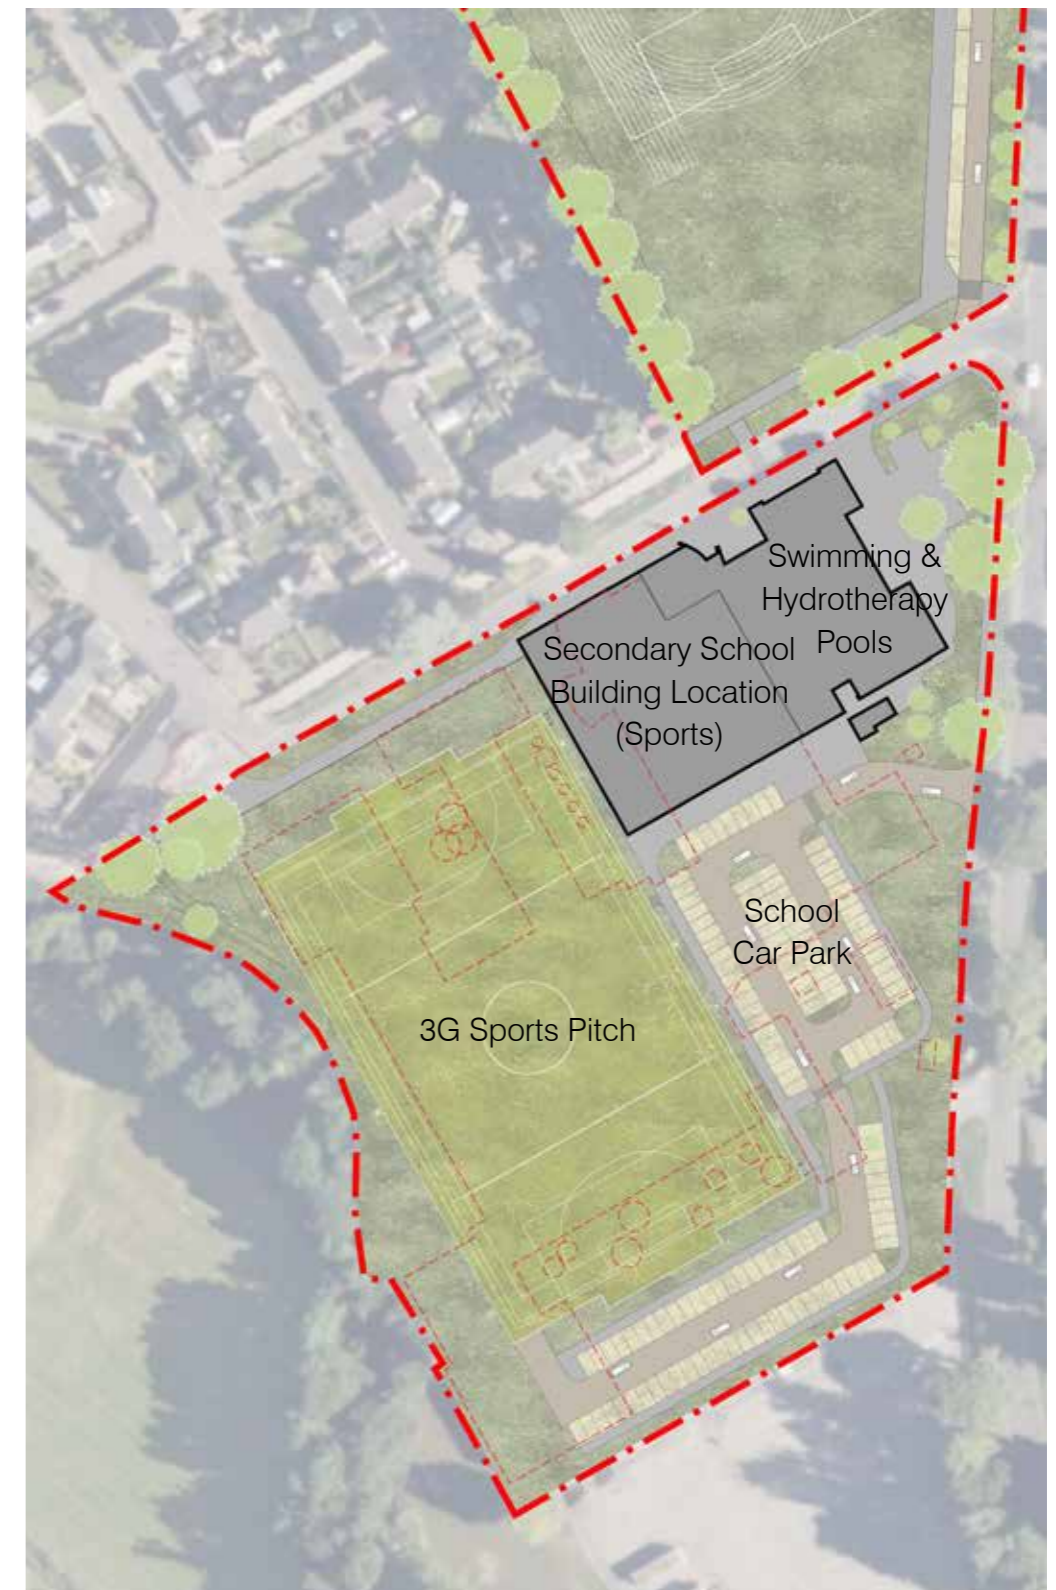 Swimming &
Hydrotherapy
Pools
Secondary School
Building Location
(Sports)
School
Car Park
3G Sports Pitch